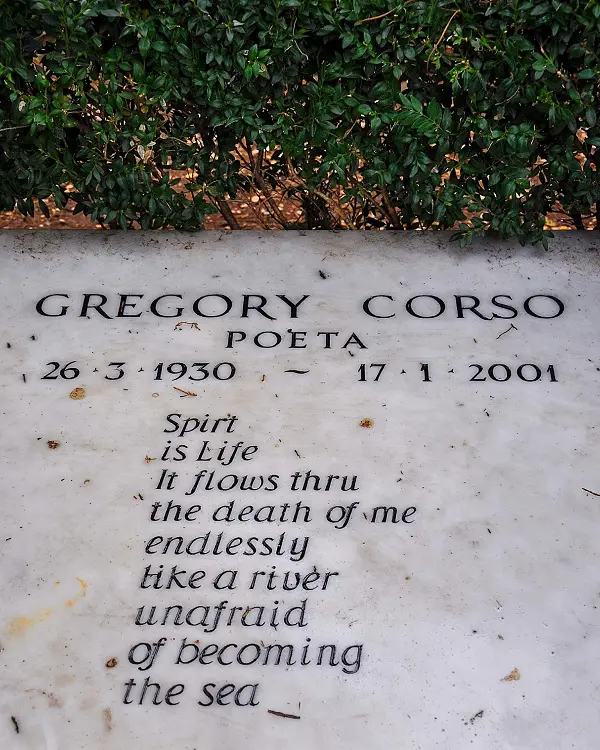 GREGORY CORSO
POETA
26 · 3 · 1930 ~ 17 · 1 · 2001
Spirt
is Life
It flows thru
the death of me
endlessly
like a river
unafraid
of becoming
the sea